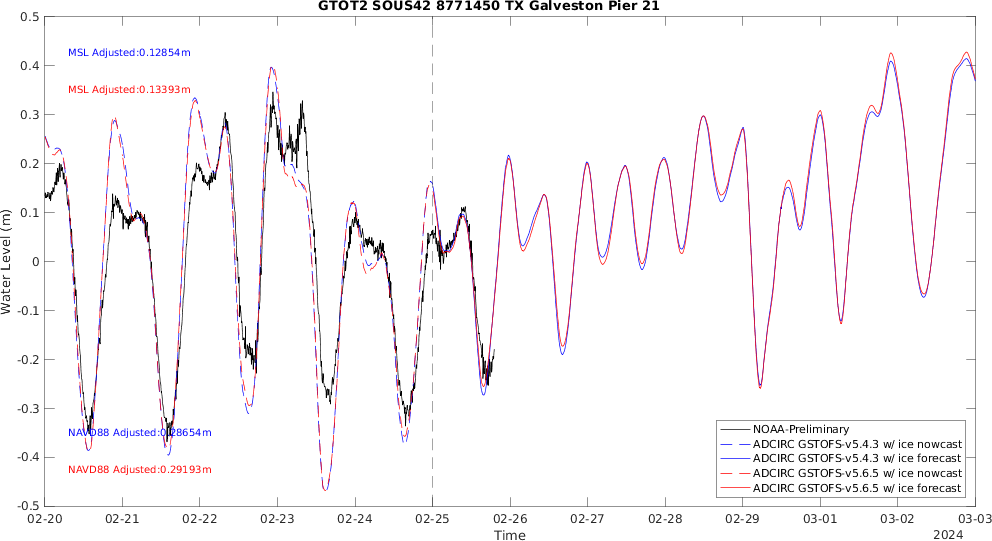 GTOT2 SOUS42 8771450 TX Galveston Pier 21
0.5
0.4
0.3
0.2
0.1
0
-0.1
-0.2
-0.3
-0.4
-0.5
Water Level (m)
MSL Adjusted:0.12854m
MSL Adjusted:0.13393m
NAVD88 Adjusted:0.28654m
NAVD88 Adjusted:0.29193m
NOAA-Preliminary
ADCIRC GSTOFS-v5.4.3 w/ ice nowcast
ADCIRC GSTOFS-v5.4.3 w/ ice forecast
ADCIRC GSTOFS-v5.6.5 w/ ice nowcast
ADCIRC GSTOFS-v5.6.5 w/ ice forecast
02-20 02-21 02-22 02-23 02-24 02-25 02-26 02-27 02-28 02-29 03-01 03-02 03-03
Time
2024